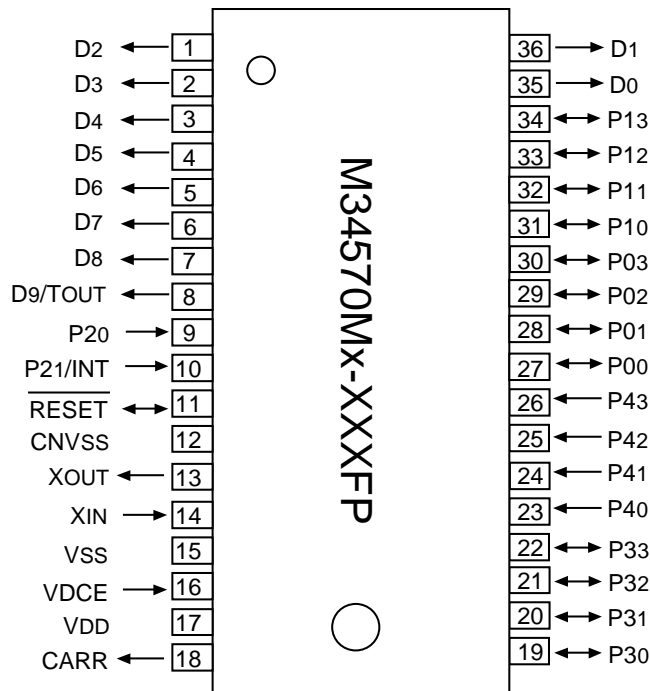 D2 1
D3 2
D4 3
D5 4
D6 5
D7 6
D8 7
D9/TOUT 8
P20 9
P21/INT 10
RESET 11
CNVSS 12
XOUT 13
XIN 14
VSS 15
VDCE 16
VDD 17
CARR 18
M34570Mx-XXXFP
36 D1
35 D0
34 P13
33 P12
32 P11
31 P10
30 P03
29 P02
28 P01
27 P00
26 P43
25 P42
24 P41
23 P40
22 P33
21 P32
20 P31
19 P30